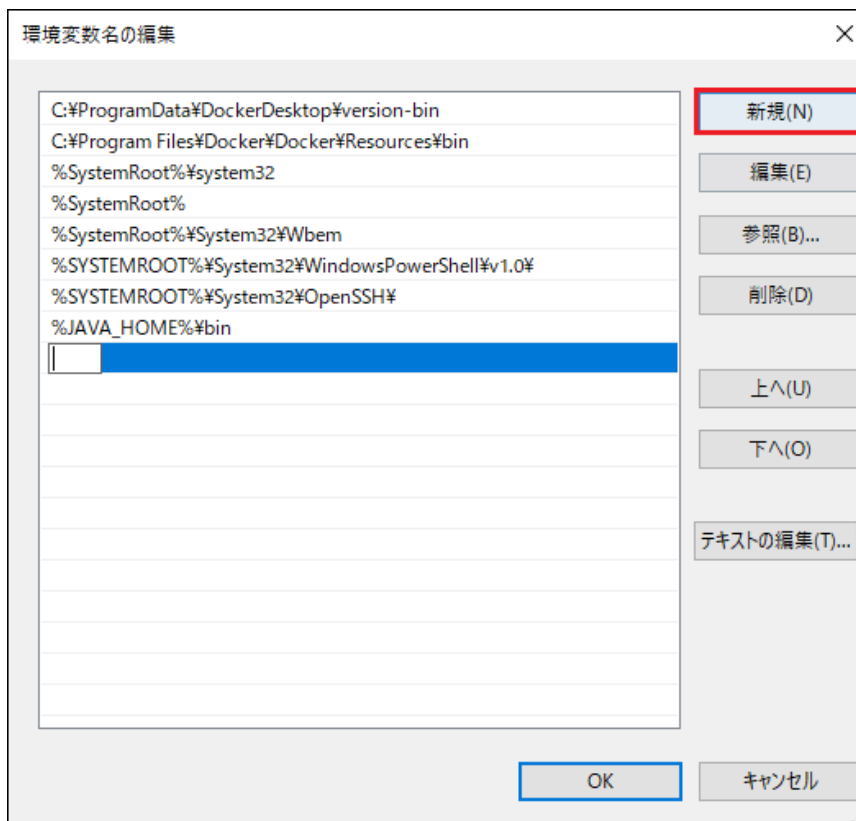 環境変数名の編集
C:¥ProgramData¥DockerDesktop¥version-bin
C:¥Program Files¥Docker¥Docker¥Resources¥bin
%SystemRoot%¥system32
%SystemRoot%
%SystemRoot%¥System32¥Wbem
%SYSTEMROOT%¥System32¥WindowsPowerShell¥v1.0¥
%SYSTEMROOT%¥System32¥OpenSSH¥
%JAVA_HOME%¥bin
新規(N)
編集(E)
参照(B)...
削除(D)
上へ(U)
下へ(O)
テキストの編集(T)...
OK
キャンセル